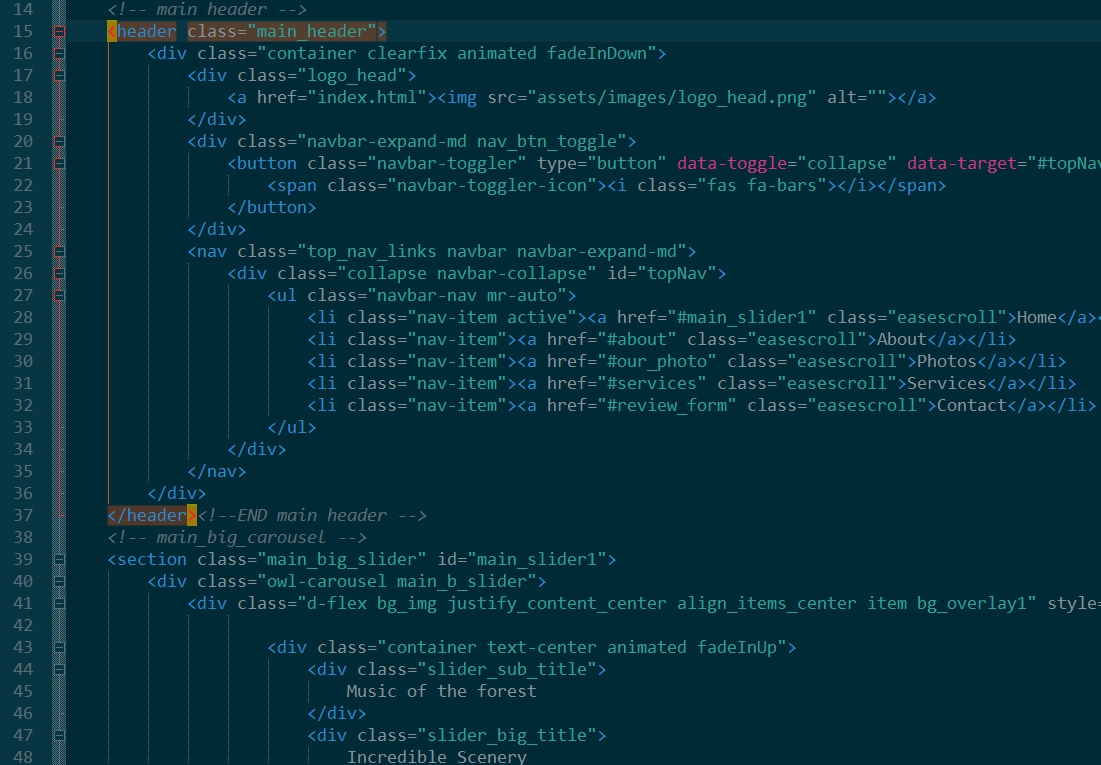 14 <!-- main header -->
15 <header class="main_header">
16 <div class="container clearfix animated fadeInDown">
17 <div class="logo_head">
18 <a href="index.html"><img src="assets/images/logo_head.png" alt=""></a>
19 </div>
20 <div class="navbar-expand-md nav_btn_toggle">
21 <button class="navbar-toggler" type="button" data-toggle="collapse" data-target="#topNav
22 <span class="navbar-toggler-icon"><i class="fas fa-bars"></i></span>
23 </button>
24 </div>
25 <nav class="top_nav_links navbar navbar-expand-md">
26 <div class="collapse navbar-collapse" id="topNav">
27 <ul class="navbar-nav mr-auto">
28 <li class="nav-item active"><a href="#main_slider1" class="easescroll">Home</a><
29 <li class="nav-item"><a href="#about" class="easescroll">About</a></li>
30 <li class="nav-item"><a href="#our_photo" class="easescroll">Photos</a></li>
31 <li class="nav-item"><a href="#services" class="easescroll">Services</a></li>
32 <li class="nav-item"><a href="#review_form" class="easescroll">Contact</a></li>
33 </ul>
34 </div>
35 </nav>
36 </div>
37 </header><!--END main header -->
38 <!-- main_big_carousel -->
39 <section class="main_big_slider" id="main_slider1">
40 <div class="owl-carousel main_b_slider">
41 <div class="d-flex bg_img justify_content_center align_items_center item bg_overlay1" style=
42
43 <div class="container text-center animated fadeInUp">
44 <div class="slider_sub_title">
45 Music of the forest
46 </div>
47 <div class="slider_big_title">
48 Incredible Scenery